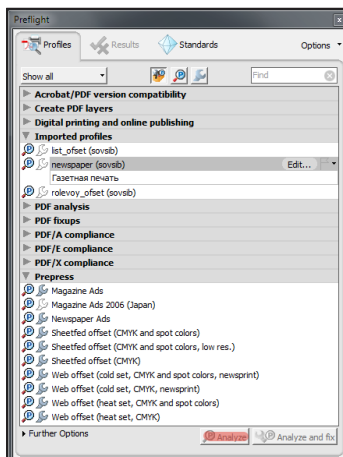 Preflight
Profiles
Results
Standards
Options
Show all
Find
Acrobat/PDF version compatibility
Create PDF layers
Digital printing and online publishing
Imported profiles
list_ofset (sovsib)
newspaper (sovsib)
Edit...
Газетная печать
rolevoy_ofset (sovsib)
PDF analysis
PDF fixups
PDF/A compliance
PDF/E compliance
PDF/X compliance
Prepress
Magazine Ads
Magazine Ads 2006 (Japan)
Newspaper Ads
Sheetfed offset (CMYK and spot colors)
Sheetfed offset (CMYK and spot colors, low res.)
Sheetfed offset (CMYK)
Web offset (cold set, CMYK and spot colors, newsprint)
Web offset (cold set, CMYK, newsprint)
Web offset (heat set, CMYK and spot colors)
Web offset (heat set, CMYK)
Further Options
Analyze
Analyze and fix